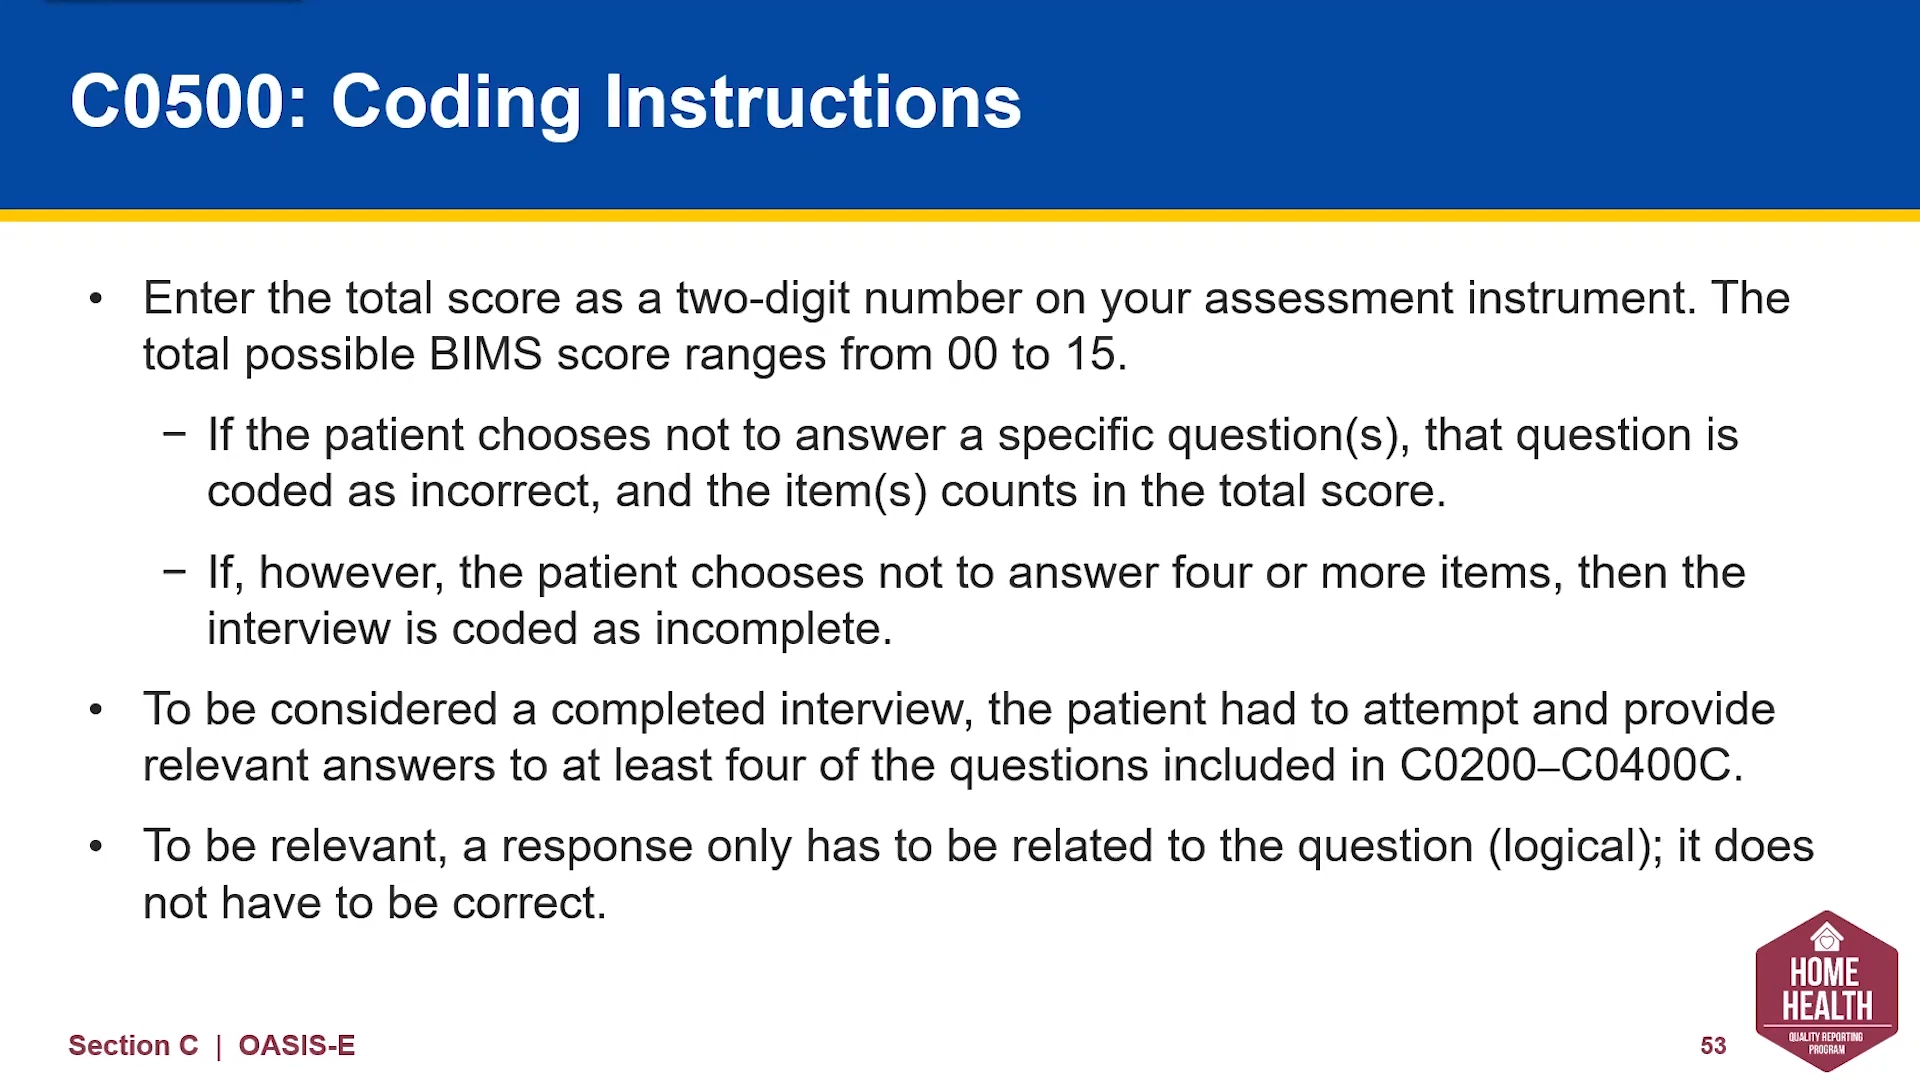 C0500: Coding Instructions
• Enter the total score as a two-digit number on your assessment instrument. The
total possible BIMS score ranges from 00 to 15.
− If the patient chooses not to answer a specific question(s), that question is
coded as incorrect, and the item(s) counts in the total score.
− If, however, the patient chooses not to answer four or more items, then the
interview is coded as incomplete.
• To be considered a completed interview, the patient had to attempt and provide
relevant answers to at least four of the questions included in C0200–C0400C.
• To be relevant, a response only has to be related to the question (logical); it does
not have to be correct.
HOME
HEALTH
QUALITY REPORTING
PROGRAM
Section C | OASIS-E
53